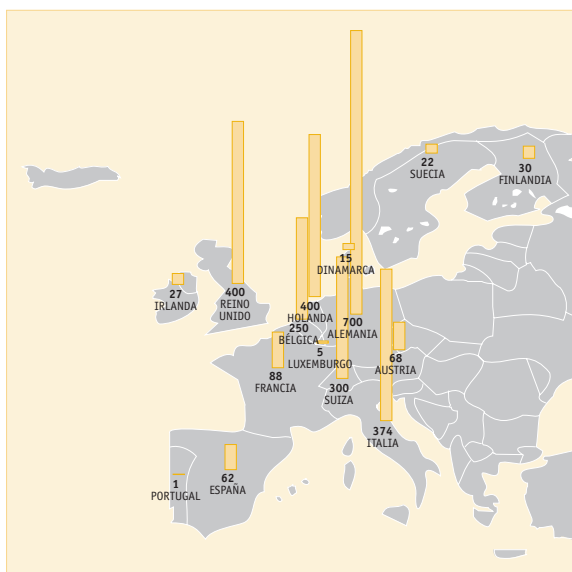 22
SUECIA
30
FINLANDIA
15
DINAMARCA
27
IRLANDA
400
REINO
UNIDO
400
HOLANDA
250
BÉLGICA
700
ALEMANIA
5
LUXEMBURGO
68
AUSTRIA
88
FRANCIA
300
SUIZA
374
ITALIA
62
ESPAÑA
1
PORTUGAL